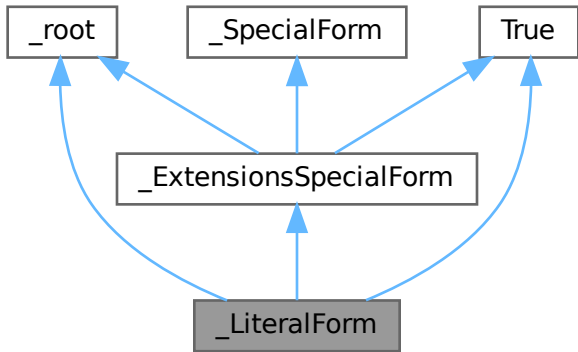 _root
_SpecialForm
True
_ExtensionsSpecialForm
_LiteralForm